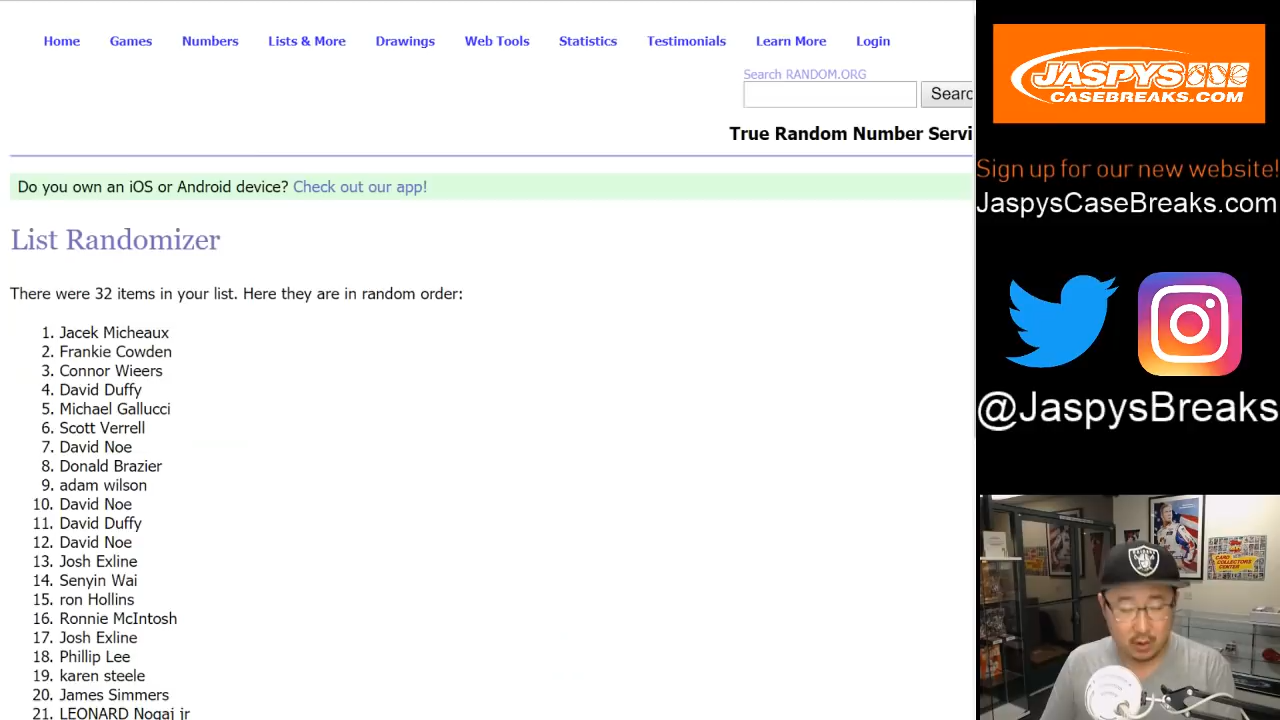 Home Games Numbers Lists & More Drawings Web Tools Statistics Testimonials Learn More Login
Search RANDOM.ORG
Searc
True Random Number Servi
Do you own an iOS or Android device? Check out our app!
List Randomizer
There were 32 items in your list. Here they are in random order:
1. Jacek Micheaux
2. Frankie Cowden
3. Connor Wieers
4. David Duffy
5. Michael Gallucci
6. Scott Verrell
7. David Noe
8. Donald Brazier
9. adam wilson
10. David Noe
11. David Duffy
12. David Noe
13. Josh Exline
14. Senyin Wai
15. ron Hollins
16. Ronnie McIntosh
17. Josh Exline
18. Phillip Lee
19. karen steele
20. James Simmers
21. LEONARD Nogaj jr
JASPYS
CASEBREAKS.COM
Sign up for our new website!
JaspysCaseBreaks.com
@JaspysBreaks